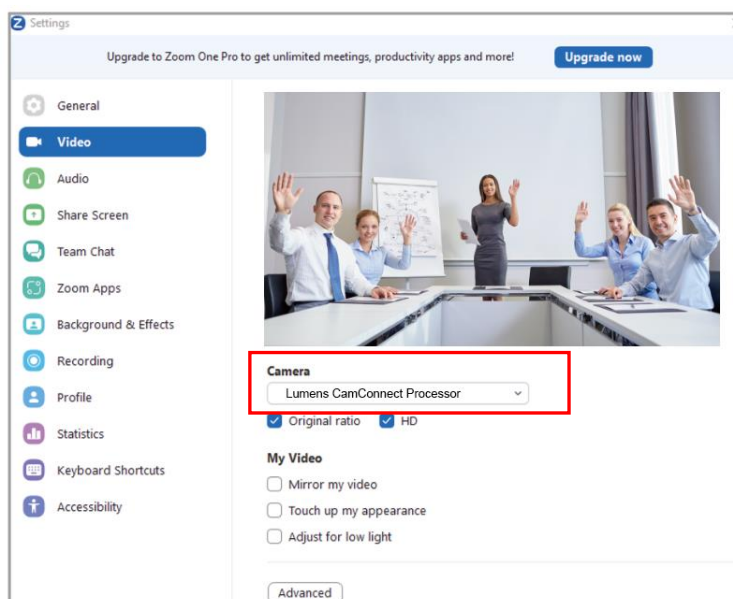 Settings
Upgrade to Zoom One Pro to get unlimited meetings, productivity apps and more!
Upgrade now
General
Video
Audio
Share Screen
Team Chat
Zoom Apps
Background & Effects
Recording
Profile
Statistics
Keyboard Shortcuts
Accessibility
Camera
Lumens CamConnect Processor
Original ratio
HD
My Video
Mirror my video
Touch up my appearance
Adjust for low light
Advanced